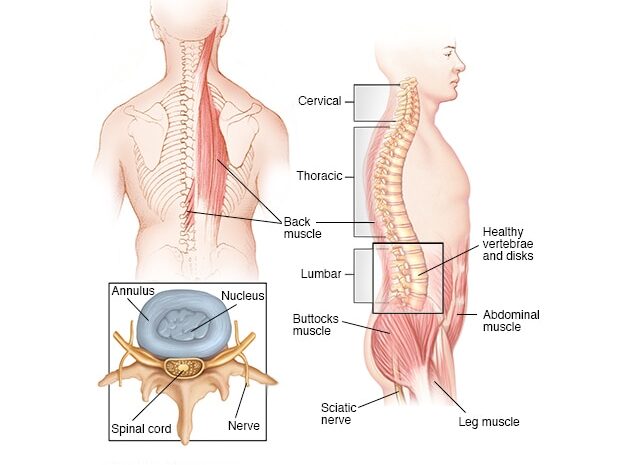 Cervical
Thoracic
Back
muscle
Healthy
vertebrae
and disks
Lumbar
Annulus
Nucleus
Buttocks
muscle
Abdominal
muscle
Sciatic
nerve
Leg muscle
Spinal cord
Nerve